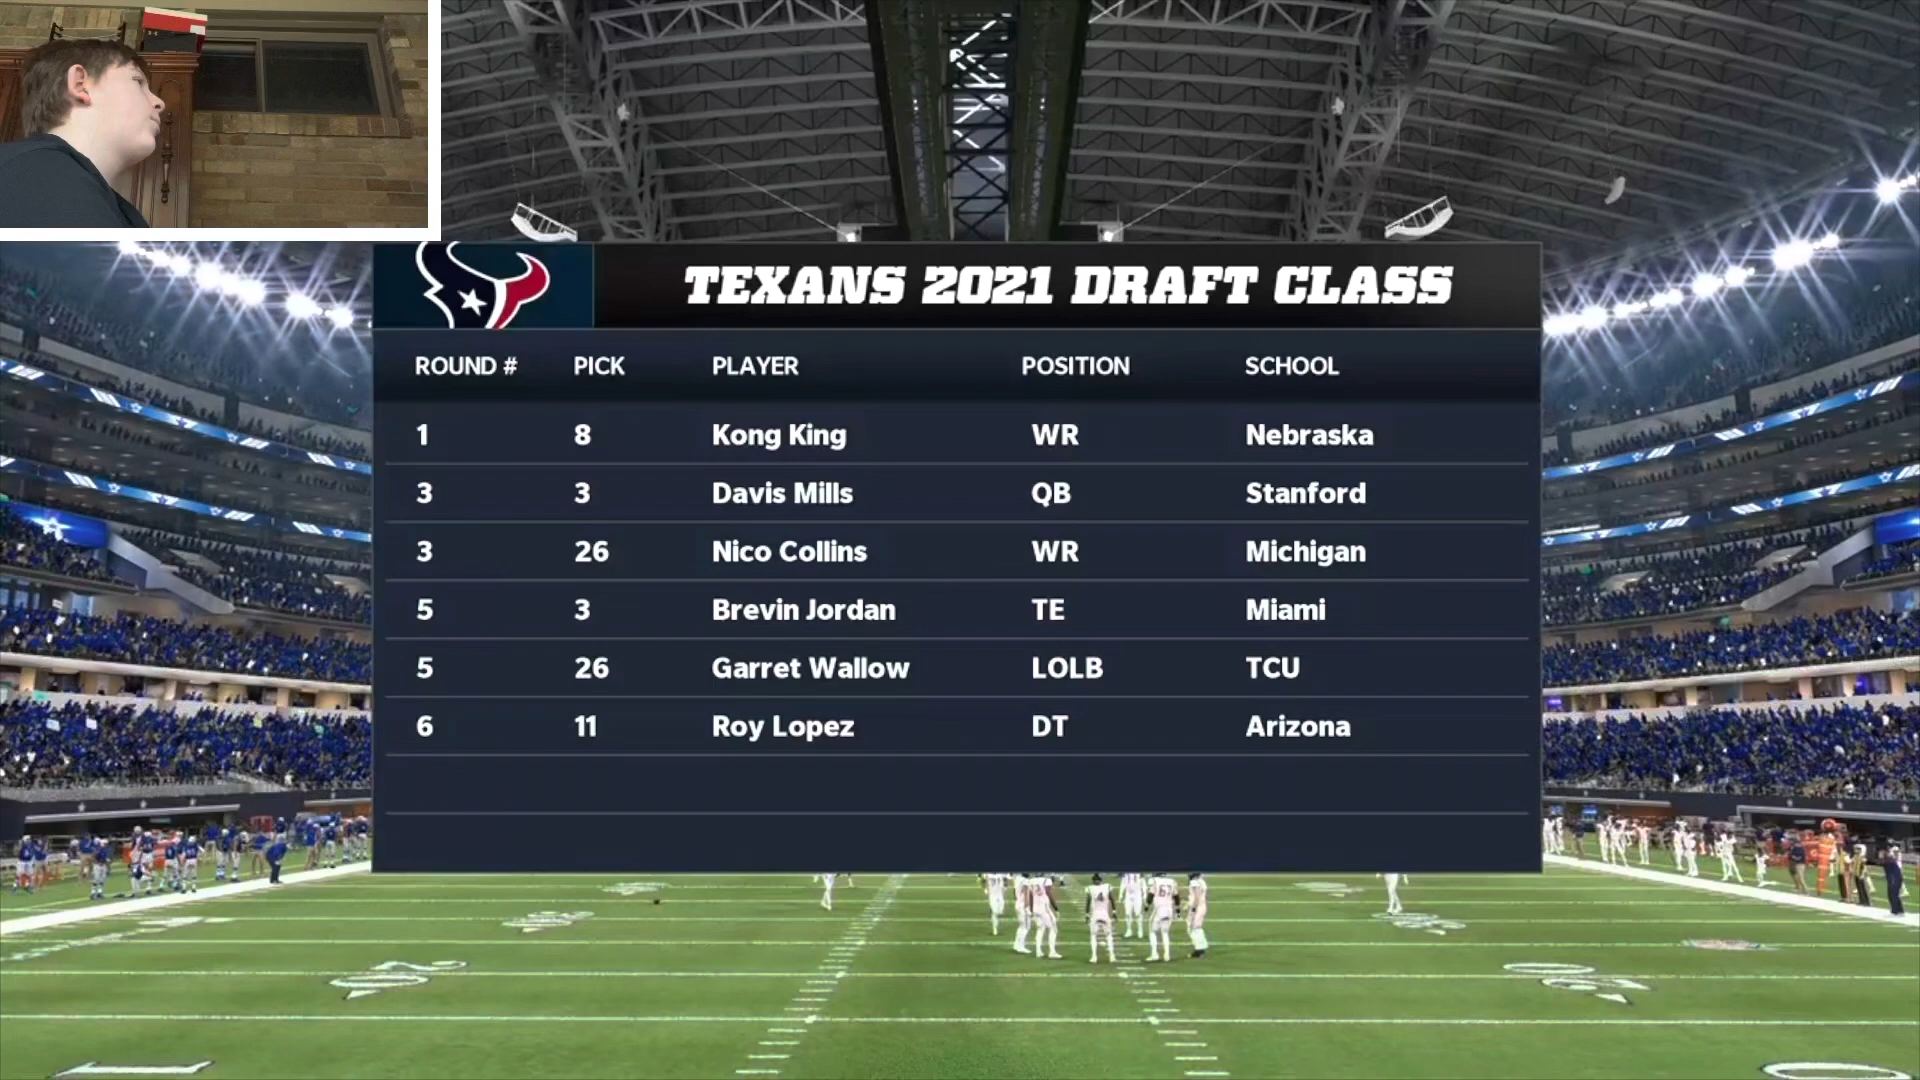 TEXANS 2021 DRAFT CLASS
ROUND # PICK PLAYER POSITION SCHOOL
1 8 Kong King WR Nebraska
3 3 Davis Mills QB Stanford
3 26 Nico Collins WR Michigan
5 3 Brevin Jordan TE Miami
5 26 Garret Wallow LOLB TCU
6 11 Roy Lopez DT Arizona